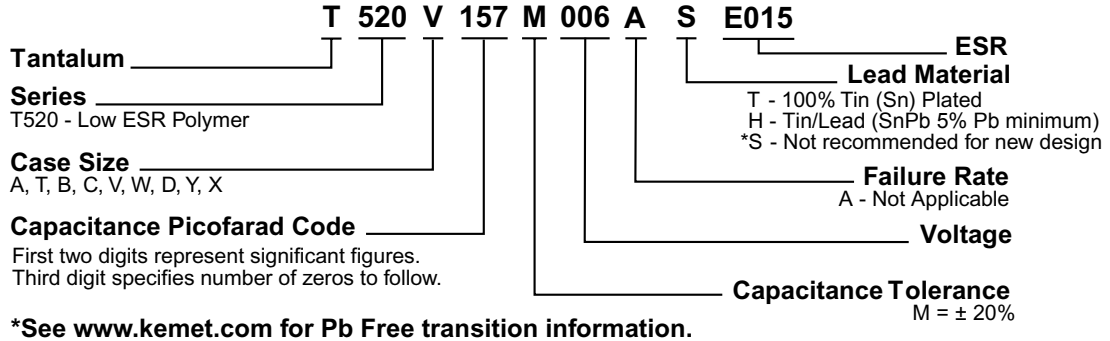 T 520 V 157 M 006 A S E015
Tantalum
ESR
Lead Material
T - 100% Tin (Sn) Plated
H - Tin/Lead (SnPb 5% Pb minimum)
*S - Not recommended for new design
Series
T520 - Low ESR Polymer
Case Size
A, T, B, C, V, W, D, Y, X
Failure Rate
A - Not Applicable
Capacitance Picofarad Code
First two digits represent significant figures.
Third digit specifies number of zeros to follow.
Voltage
Capacitance Tolerance
M = ± 20%
*See www.kemet.com for Pb Free transition information.